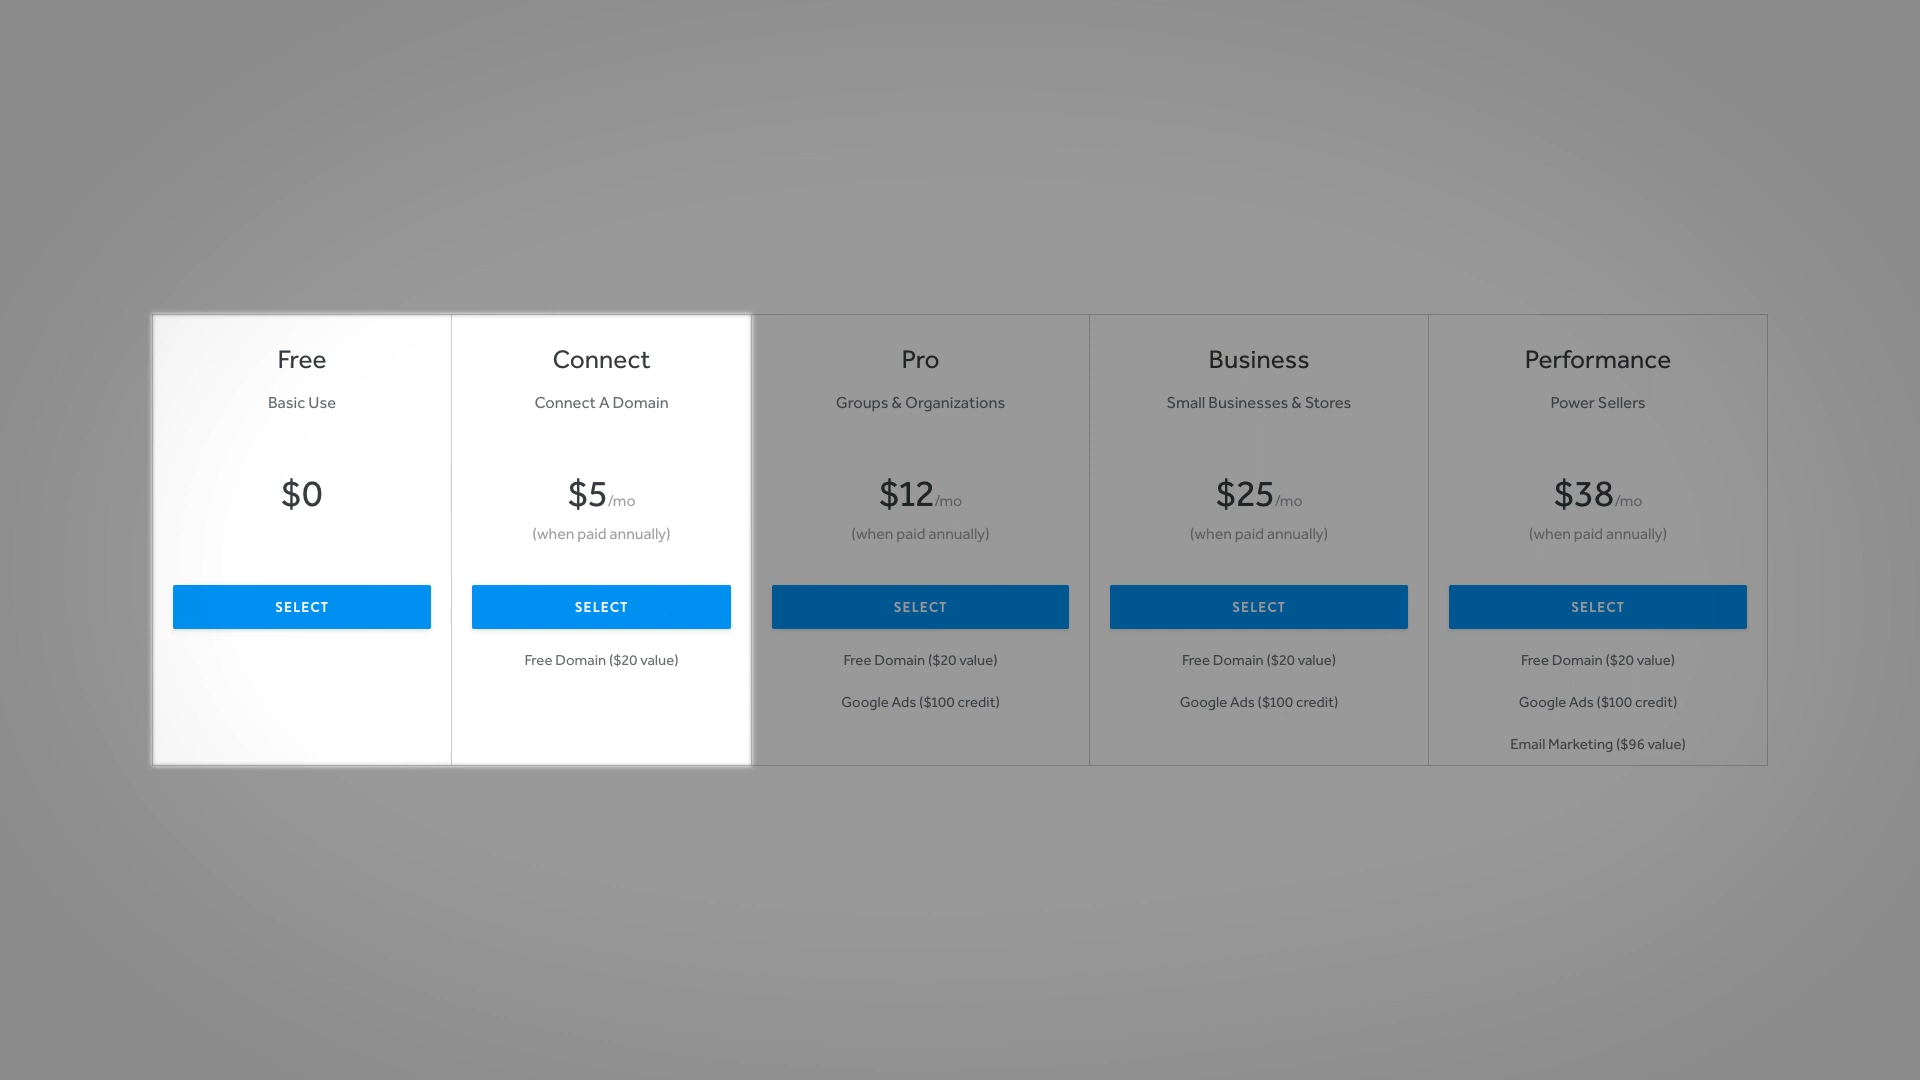 Free
Basic Use
$0
SELECT
Connect
Connect A Domain
$5/mo
(when paid annually)
SELECT
Free Domain ($20 value)
Pro
Groups & Organizations
$12/mo
(when paid annually)
SELECT
Free Domain ($20 value)
Google Ads ($100 credit)
Business
Small Businesses & Stores
$25/mo
(when paid annually)
SELECT
Free Domain ($20 value)
Google Ads ($100 credit)
Performance
Power Sellers
$38/mo
(when paid annually)
SELECT
Free Domain ($20 value)
Google Ads ($100 credit)
Email Marketing ($96 value)